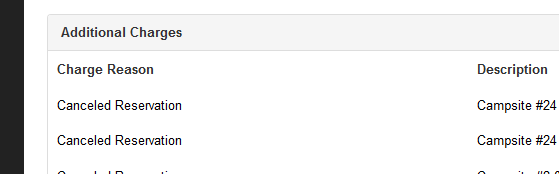 Additional Charges
Charge Reason Description
Canceled Reservation Campsite #24
Canceled Reservation Campsite #24